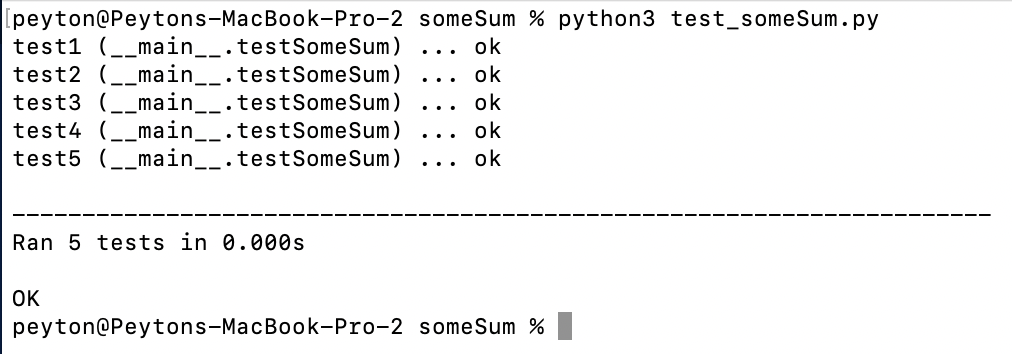 [peyton@Peytons-MacBook-Pro-2 someSum % python3 test_someSum.py
test1 (__main__.testSomeSum) ... ok
test2 (__main__.testSomeSum) ... ok
test3 (__main__.testSomeSum) ... ok
test4 (__main__.testSomeSum) ... ok
test5 (__main__.testSomeSum) ... ok
----------------------------------------------------------------------
Ran 5 tests in 0.000s
OK
peyton@Peytons-MacBook-Pro-2 someSum %